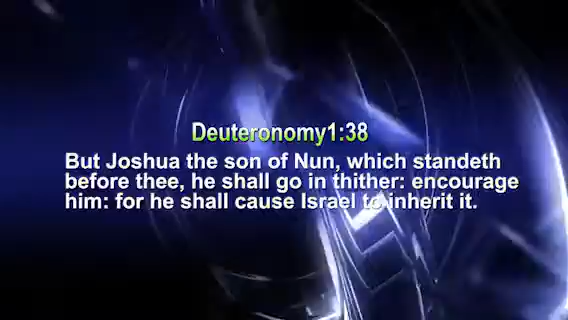 Deuteronomy1:38
But Joshua the son of Nun, which standeth
before thee, he shall go in thither: encourage
him: for he shall cause Israel to inherit it.